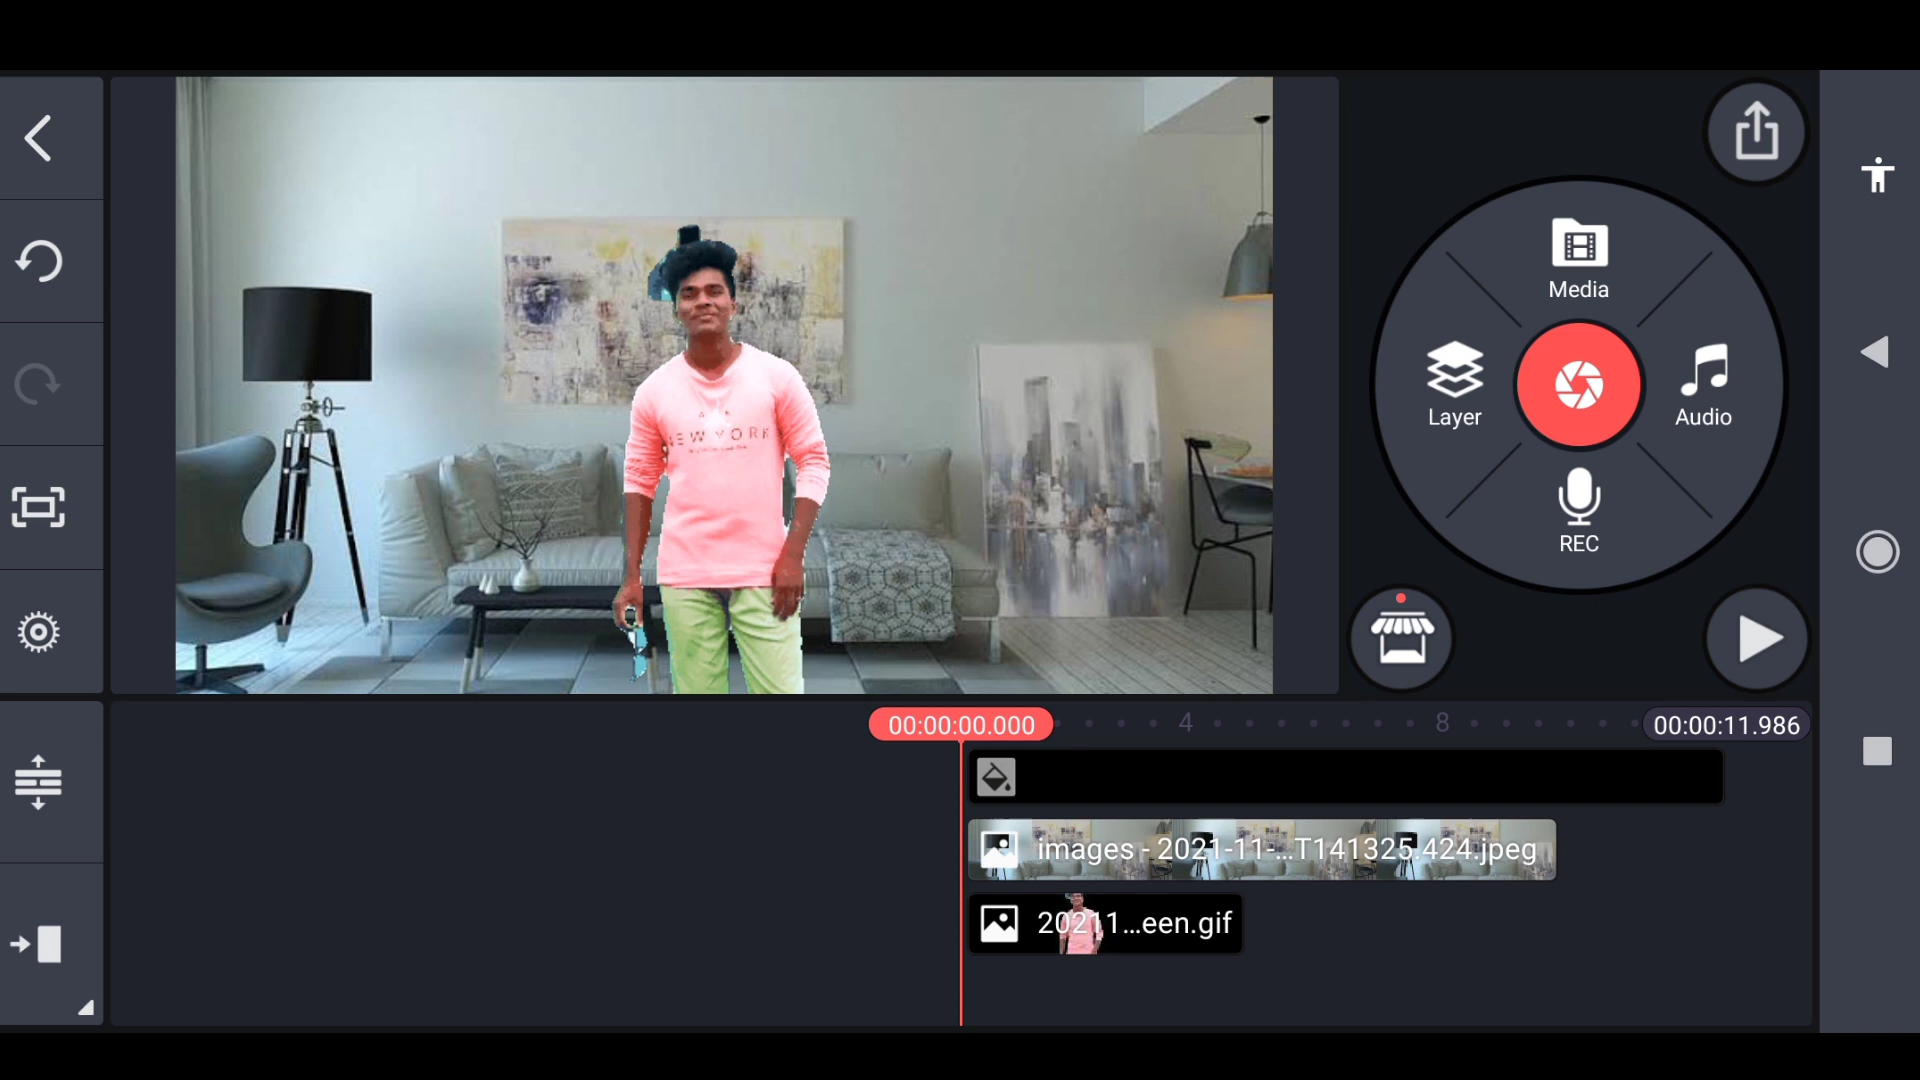 NEW YORK
Media
Layer
Audio
REC
00:00:00.000
4
8
00:00:11.986
images - 2021-11-...T141325.424.jpeg
20211...een.gif